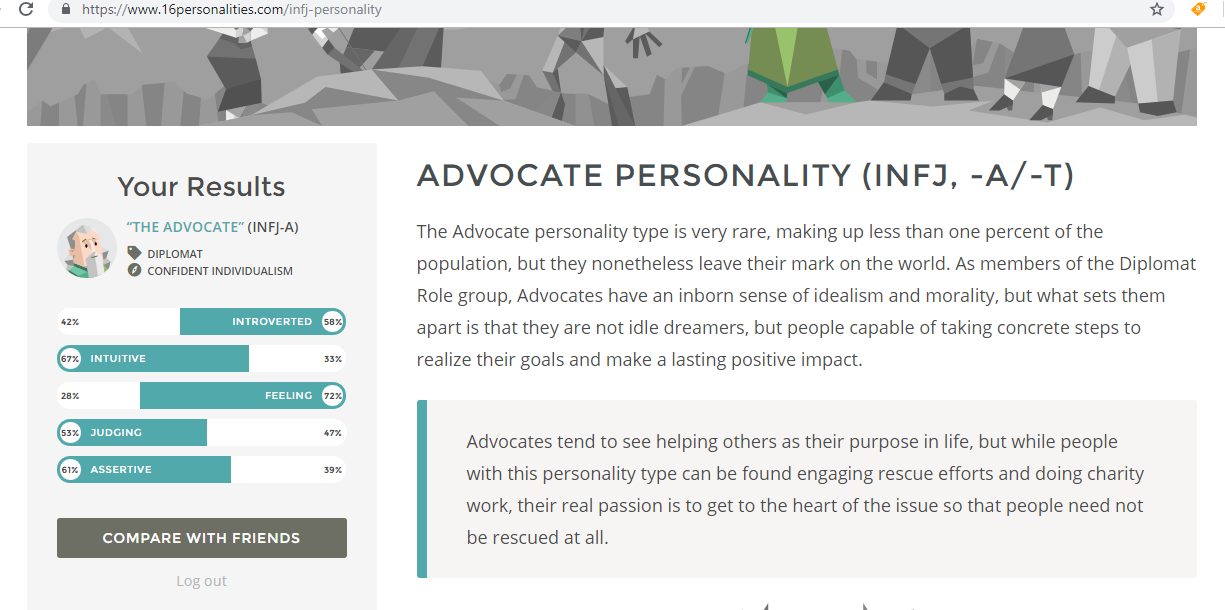 https://www.16personalities.com/infj-personality
Your Results
“THE ADVOCATE” (INFJ-A)
DIPLOMAT
CONFIDENT INDIVIDUALISM
42% INTROVERTED 58%
67% INTUITIVE 33%
28% FEELING 72%
53% JUDGING 47%
61% ASSERTIVE 39%
COMPARE WITH FRIENDS
Log out
ADVOCATE PERSONALITY (INFJ, -A/-T)
The Advocate personality type is very rare, making up less than one percent of the
population, but they nonetheless leave their mark on the world. As members of the Diplomat
Role group, Advocates have an inborn sense of idealism and morality, but what sets them
apart is that they are not idle dreamers, but people capable of taking concrete steps to
realize their goals and make a lasting positive impact.
Advocates tend to see helping others as their purpose in life, but while people
with this personality type can be found engaging rescue efforts and doing charity
work, their real passion is to get to the heart of the issue so that people need not
be rescued at all.